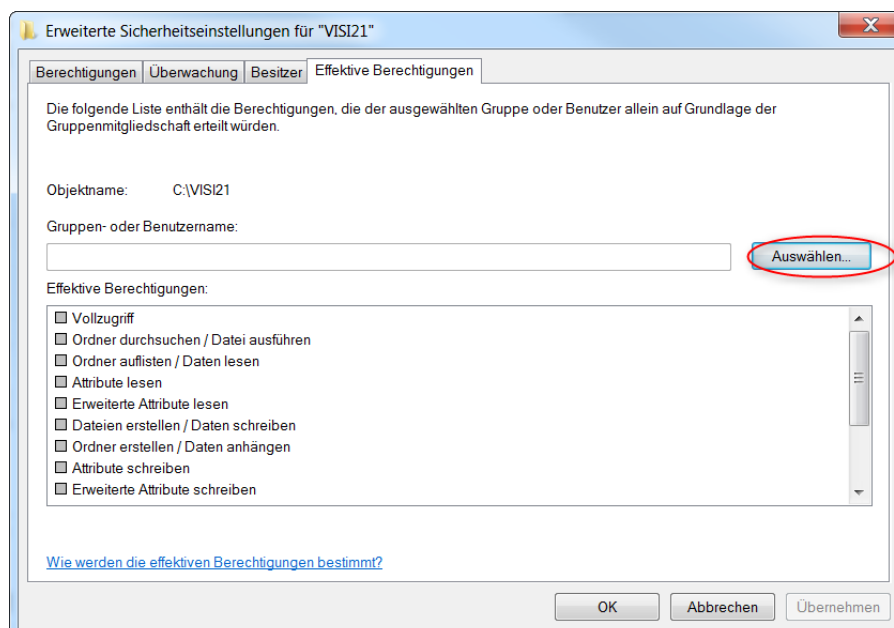 Erweiterte Sicherheitseinstellungen für "VISI21"
Berechtigungen Überwachung Besitzer Effektive Berechtigungen
Die folgende Liste enthält die Berechtigungen, die der ausgewählten Gruppe oder Benutzer allein auf Grundlage der
Gruppenmitgliedschaft erteilt würden.
Objektname: C:\VISI21
Gruppen- oder Benutzername:
Auswählen...
Effektive Berechtigungen:
Vollzugriff
Ordner durchsuchen / Datei ausführen
Ordner auflisten / Daten lesen
Attribute lesen
Erweiterte Attribute lesen
Dateien erstellen / Daten schreiben
Ordner erstellen / Daten anhängen
Attribute schreiben
Erweiterte Attribute schreiben
Wie werden die effektiven Berechtigungen bestimmt?
OK Abbrechen Übernehmen